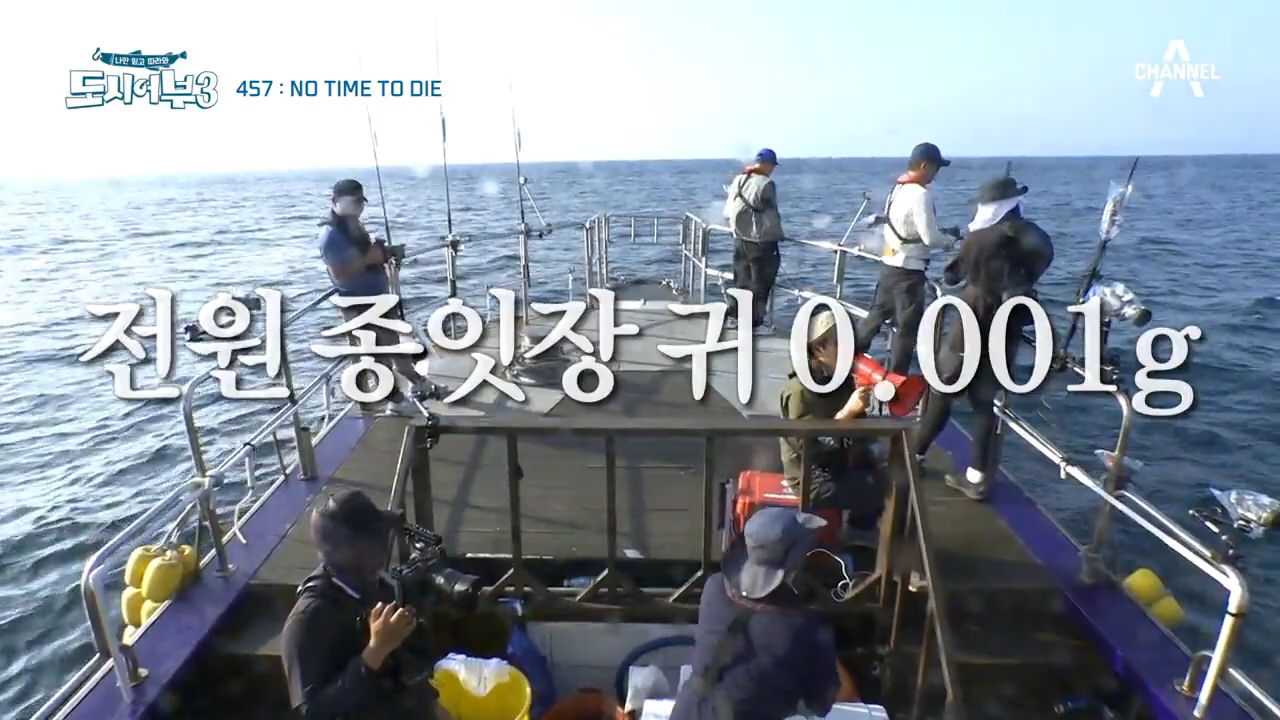 나만 믿고 따라와
도시어부3
457 : NO TIME TO DIE
CHANNEL A
전원 종잇장 귀 0.001g